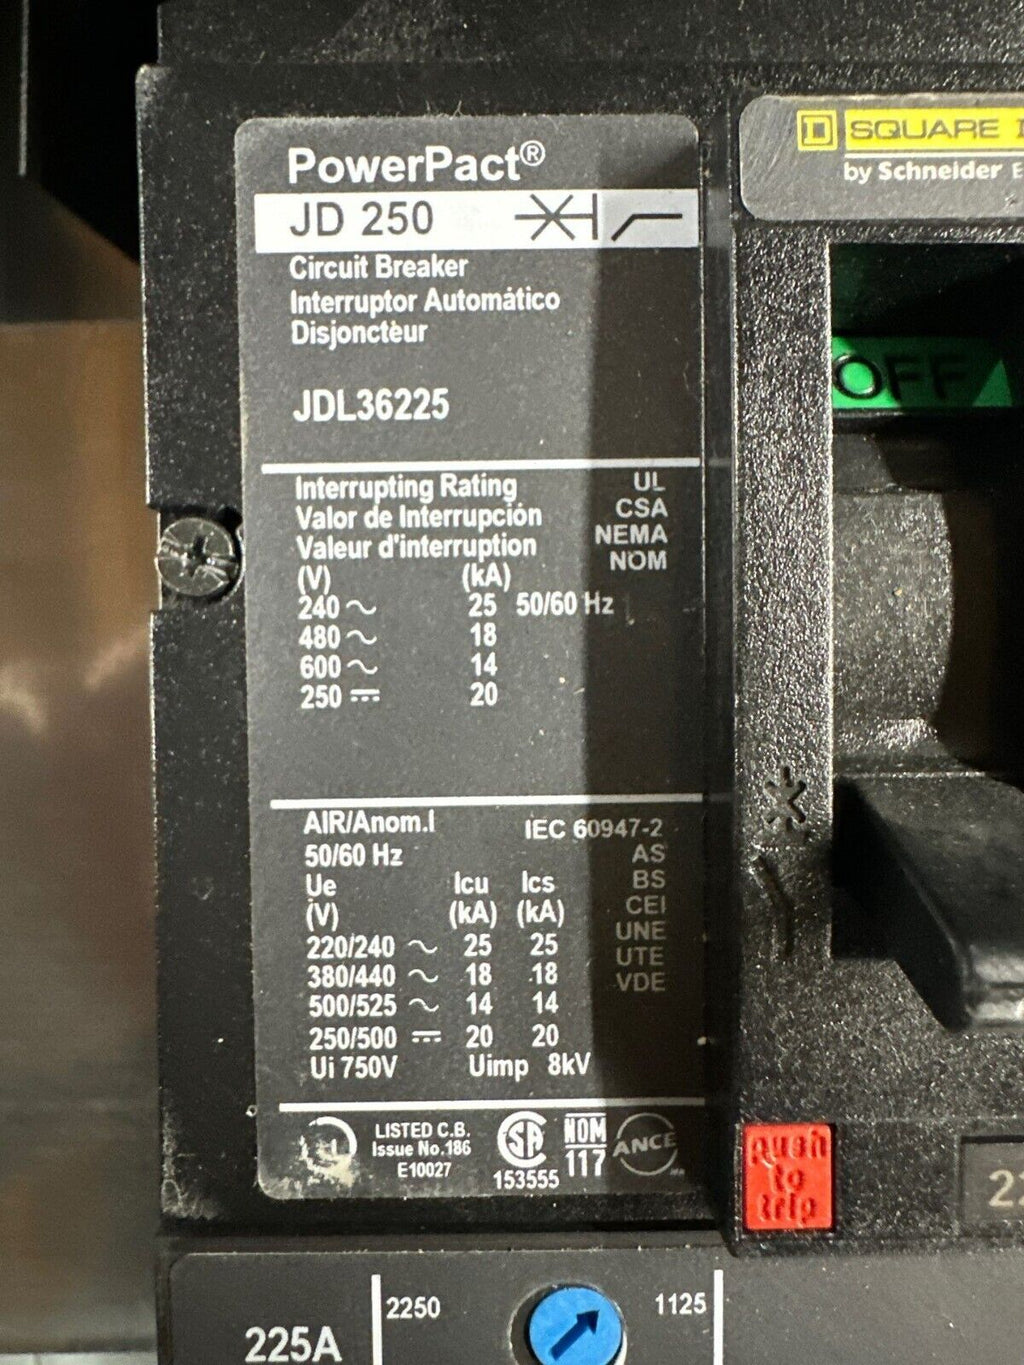 PowerPact®
JD 250
Circuit Breaker
Interruptor Automático
Disjoncteur
JDL36225
Interrupting Rating
Valor de Interrupción
Valeur d'interruption
UL
CSA
NEMA
NOM
(V) (kA)
240 ~ 25 50/60 Hz
480 ~ 18
600 ~ 14
250 ⎓ 20
AIR/Anom.I
50/60 Hz
IEC 60947-2
AS
BS
CEI
UNE
UTE
VDE
Ue Icu Ics
(V) (kA) (kA)
220/240 ~ 25 25
380/440 ~ 18 18
500/525 ~ 14 14
250/500 ⎓ 20 20
Ui 750V Uimp 8kV
UL
LISTED C.B.
Issue No.186
E10027
SA
153555
NOM
117
ANCE
SQUARE
by Schneider
OFF
push
to
trip
225A
2250
1125